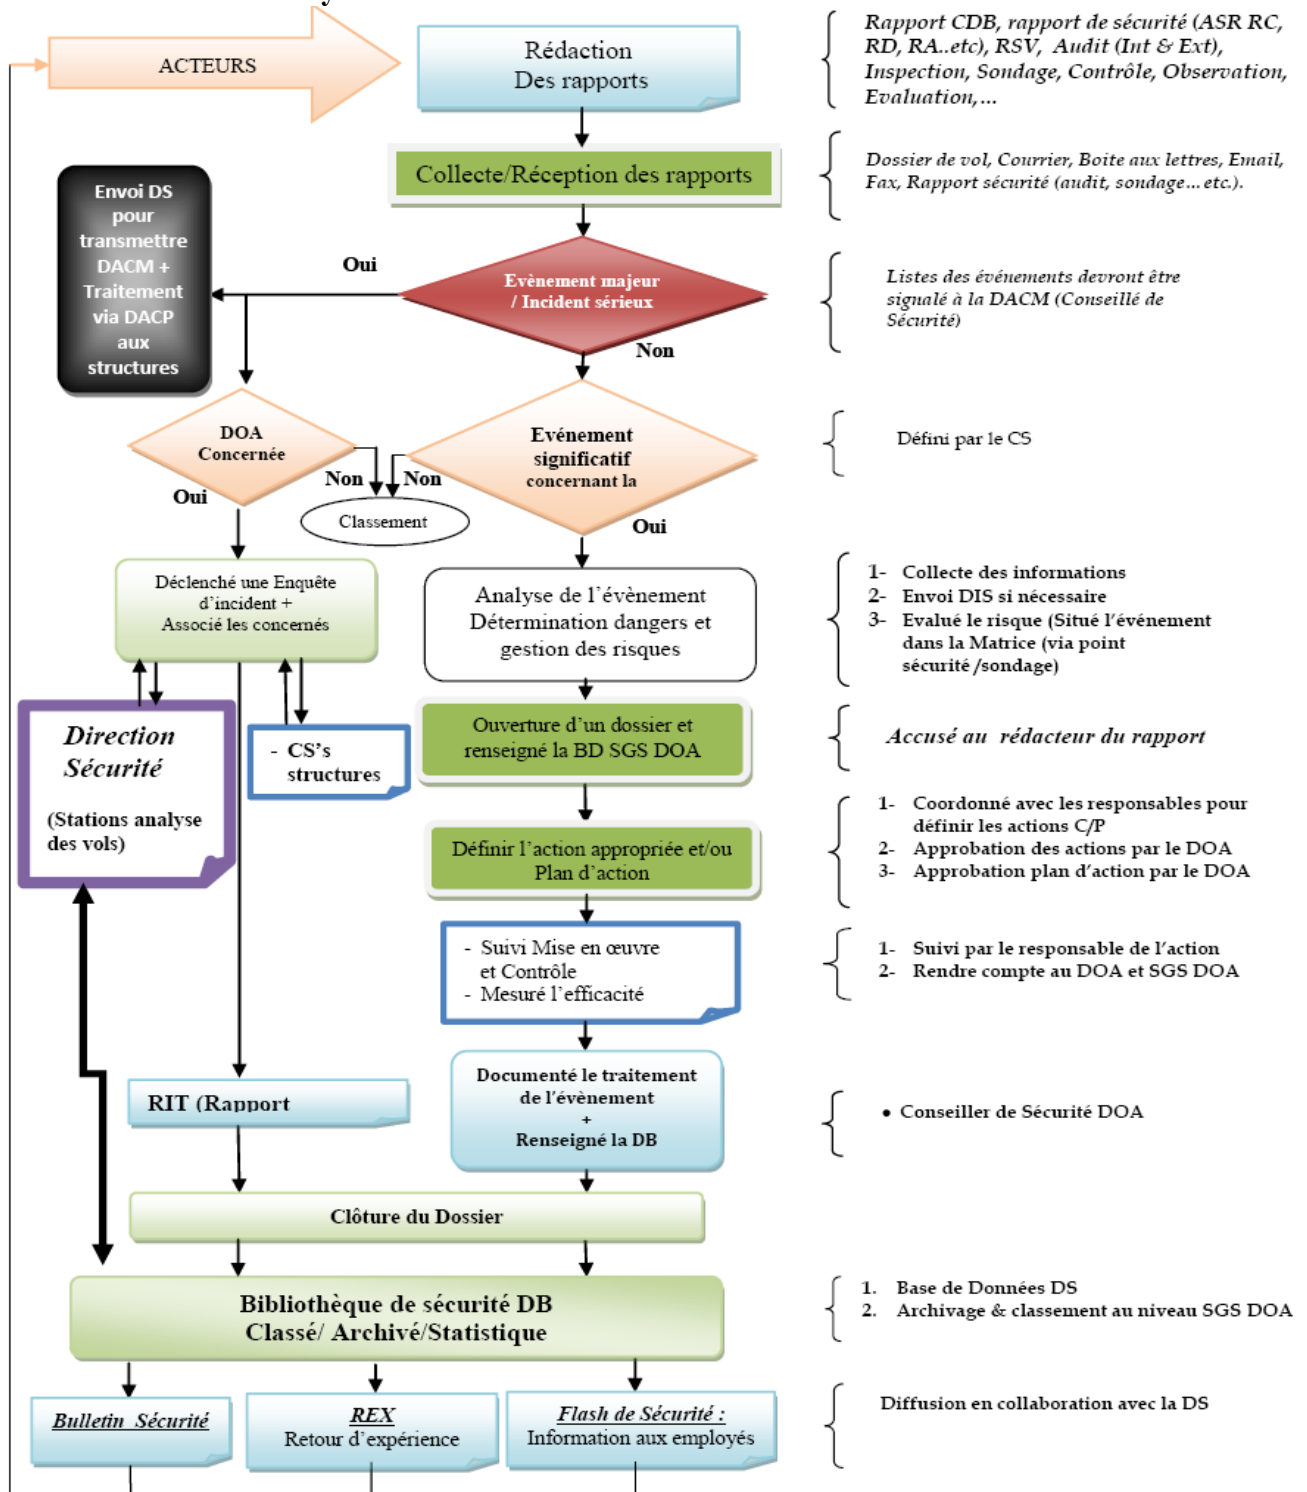 ACTEURS
Rédaction
Des rapports
Rapport CDB, rapport de sécurité (ASR RC,
RD, RA..etc), RSV, Audit (Int & Ext),
Inspection, Sondage, Contrôle, Observation,
Evaluation,...
Collecte/Réception des rapports
Dossier de vol, Courrier, Boite aux lettres, Email,
Fax, Rapport sécurité (audit, sondage...etc.).
Envoi DS
pour
transmettre
DACM +
Traitement
via DACP
aux
structures
Oui
Evènement majeur
/ Incident sérieux
Non
Listes des événements devront être
signalé à la DACM (Conseillé de
Sécurité)
DOA
Concernée
Non
Oui
Evénement
significatif
concernant la
Non
Oui
Classement
Défini par le CS
Déclenché une Enquête
d'incident +
Associé les concernés
Analyse de l'évènement
Détermination dangers et
gestion des risques
1- Collecte des informations
2- Envoi DIS si nécessaire
3- Evalué le risque (Situé l'événement
dans la Matrice (via point
sécurité/sondage)
Direction
Sécurité
(Stations analyse
des vols)
- CS's
structures
Ouverture d'un dossier et
renseigné la BD SGS DOA
Accusé au rédacteur du rapport
Définir l'action appropriée et/ou
Plan d'action
1- Coordonné avec les responsables pour
définir les actions C/P
2- Approbation des actions par le DOA
3- Approbation plan d'action par le DOA
- Suivi Mise en œuvre
et Contrôle
- Mesuré l'efficacité
1- Suivi par le responsable de l'action
2- Rendre compte au DOA et SGS DOA
RIT (Rapport
Documenté le traitement
de l'évènement
+
Renseigné la DB
• Conseiller de Sécurité DOA
Clôture du Dossier
Bibliothèque de sécurité DB
Classé/ Archivé/Statistique
1. Base de Données DS
2. Archivage & classement au niveau SGS DOA
Bulletin Sécurité
REX
Retour d'expérience
Flash de Sécurité :
Information aux employés
Diffusion en collaboration avec la DS